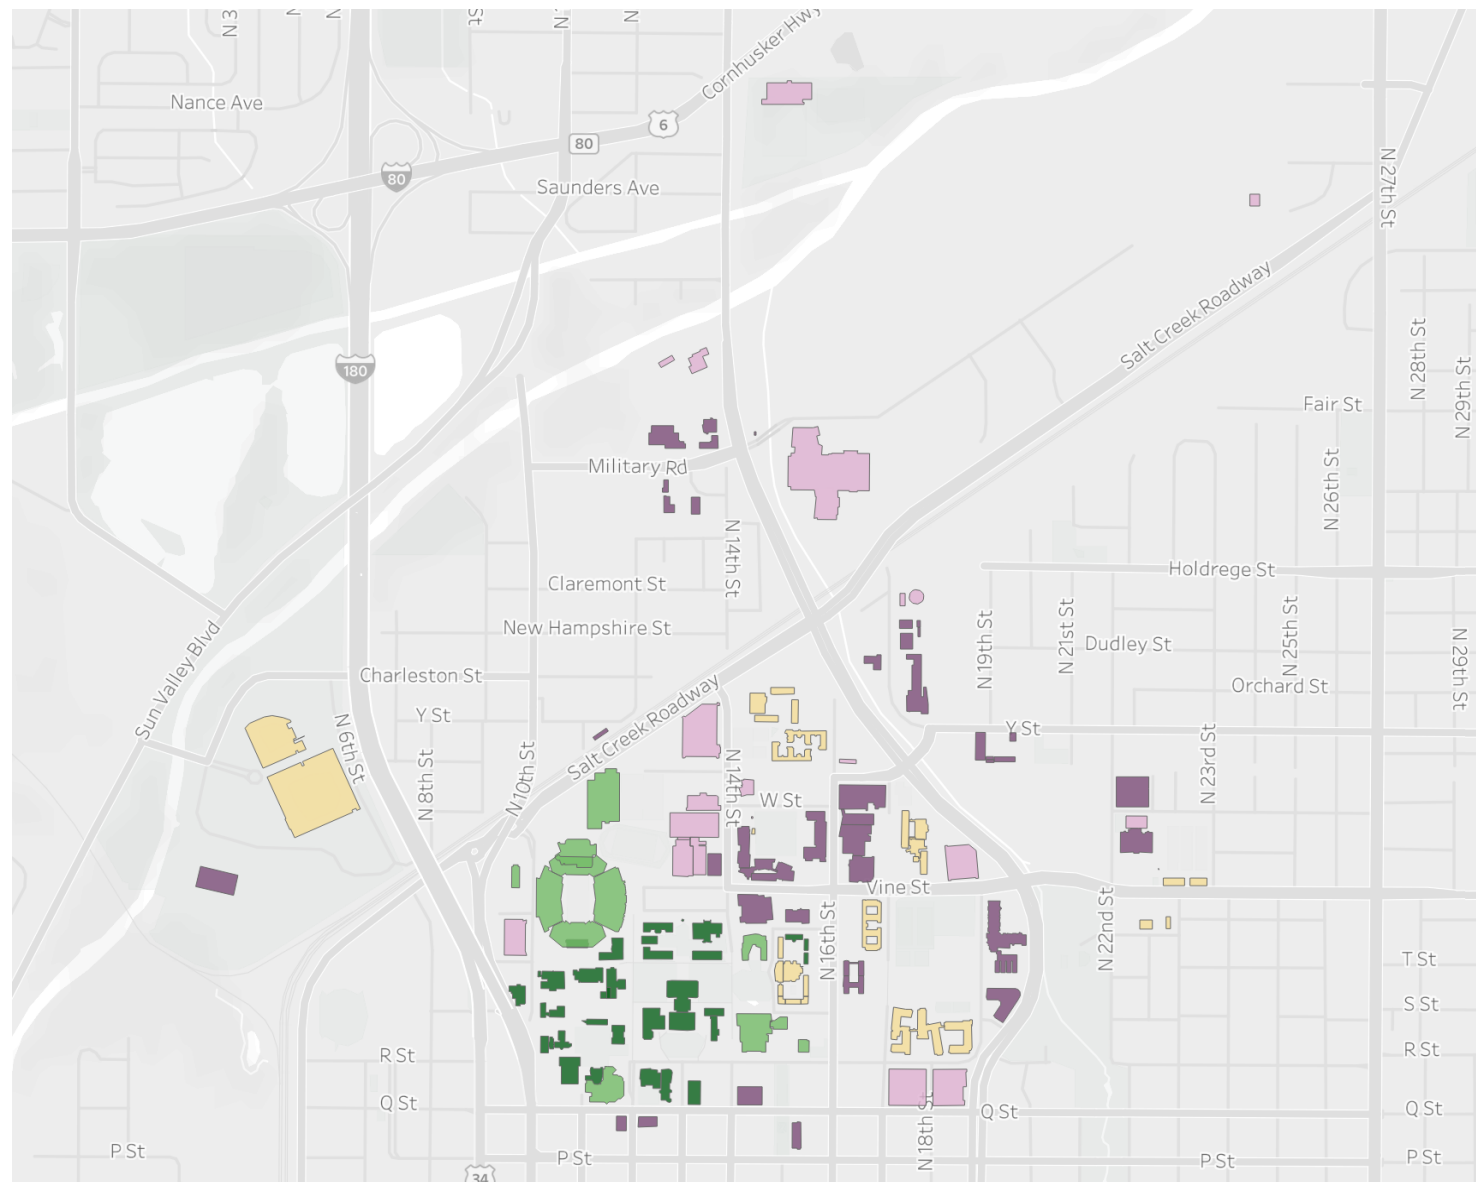 N 3
N
N
St
N
N
Cornhusker Hwy
Nance Ave
6
80
80
Saunders Ave
N 27th St
Salt Creek Roadway
180
N 28th St
N 29th St
Fair St
Military Rd
N 26th St
N 14th St
Holdrege St
Claremont St
New Hampshire St
N 19th St
N 21st St
Dudley St
N 25th St
N 29th St
Sun Valley Blvd
Charleston St
Orchard St
Y St
N 6th St
Salt Creek Roadway
Y St
N 8th St
N 10th St
N 14th St
W St
N 23rd St
Vine St
N 16th St
N 22nd St
T St
S St
R St
R St
Q St
Q St
Q St
N 18th St
P St
P St
P St
P St
34